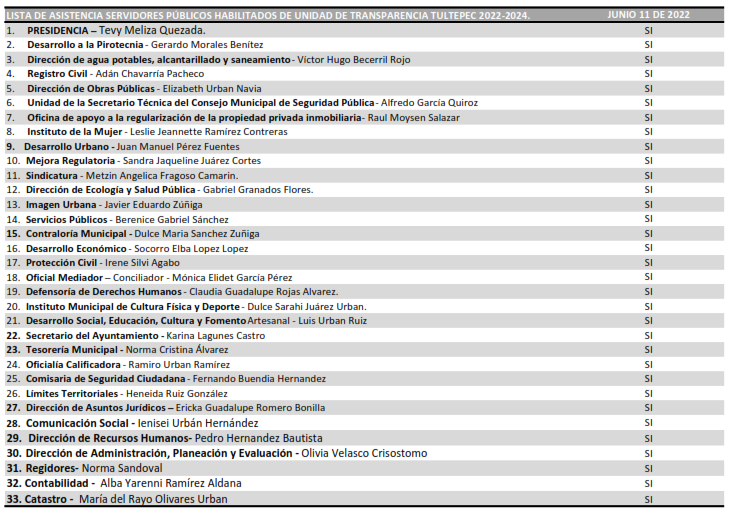 LISTA DE ASISTENCIA SERVIDORES PÚBLICOS HABILITADOS DE UNIDAD DE TRANSPARENCIA TULTEPEC 2022-2024. JUNIO 11 DE 2022
1. PRESIDENCIA – Tevy Meliza Quezada. SI
2. Desarrollo a la Pirotecnia - Gerardo Morales Benítez SI
3. Dirección de agua potables, alcantarillado y saneamiento- Víctor Hugo Becerril Rojo SI
4. Registro Civil - Adán Chavarría Pacheco SI
5. Dirección de Obras Públicas - Elizabeth Urban Navia SI
6. Unidad de la Secretario Técnica del Consejo Municipal de Seguridad Pública- Alfredo García Quiroz SI
7. Oficina de apoyo a la regularización de la propiedad privada inmobiliaria- Raul Moysen Salazar SI
8. Instituto de la Mujer - Leslie Jeannette Ramírez Contreras SI
9. Desarrollo Urbano - Juan Manuel Pérez Fuentes SI
10. Mejora Regulatoria - Sandra Jaqueline Juárez Cortes SI
11. Sindicatura - Metzin Angelica Fragoso Camarin. SI
12. Dirección de Ecología y Salud Pública - Gabriel Granados Flores. SI
13. Imagen Urbana - Javier Eduardo Zúñiga SI
14. Servicios Públicos - Berenice Gabriel Sánchez SI
15. Contraloría Municipal - Dulce Maria Sanchez Zuñiga SI
16. Desarrollo Económico - Socorro Elba Lopez Lopez SI
17. Protección Civil - Irene Silvi Agabo SI
18. Oficial Mediador – Conciliador - Mónica Elidet García Pérez SI
19. Defensoría de Derechos Humanos - Claudia Guadalupe Rojas Alvarez. SI
20. Instituto Municipal de Cultura Física y Deporte - Dulce Sarahi Juárez Urban. SI
21. Desarrollo Social, Educación, Cultura y Fomento Artesanal - Luis Urban Ruiz SI
22. Secretario del Ayuntamiento - Karina Lagunes Castro SI
23. Tesorería Municipal - Norma Cristina Álvarez SI
24. Oficialía Calificadora - Ramiro Urban Ramírez SI
25. Comisaria de Seguridad Ciudadana - Fernando Buendia Hernandez SI
26. Límites Territoriales - Heneida Ruiz González SI
27. Dirección de Asuntos Jurídicos – Ericka Guadalupe Romero Bonilla SI
28. Comunicación Social - Ienisei Urbán Hernández SI
29. Dirección de Recursos Humanos- Pedro Hernandez Bautista SI
30. Dirección de Administración, Planeación y Evaluación - Olivia Velasco Crisostomo SI
31. Regidores- Norma Sandoval SI
32. Contabilidad - Alba Yarenni Ramírez Aldana SI
33. Catastro - María del Rayo Olivares Urban SI